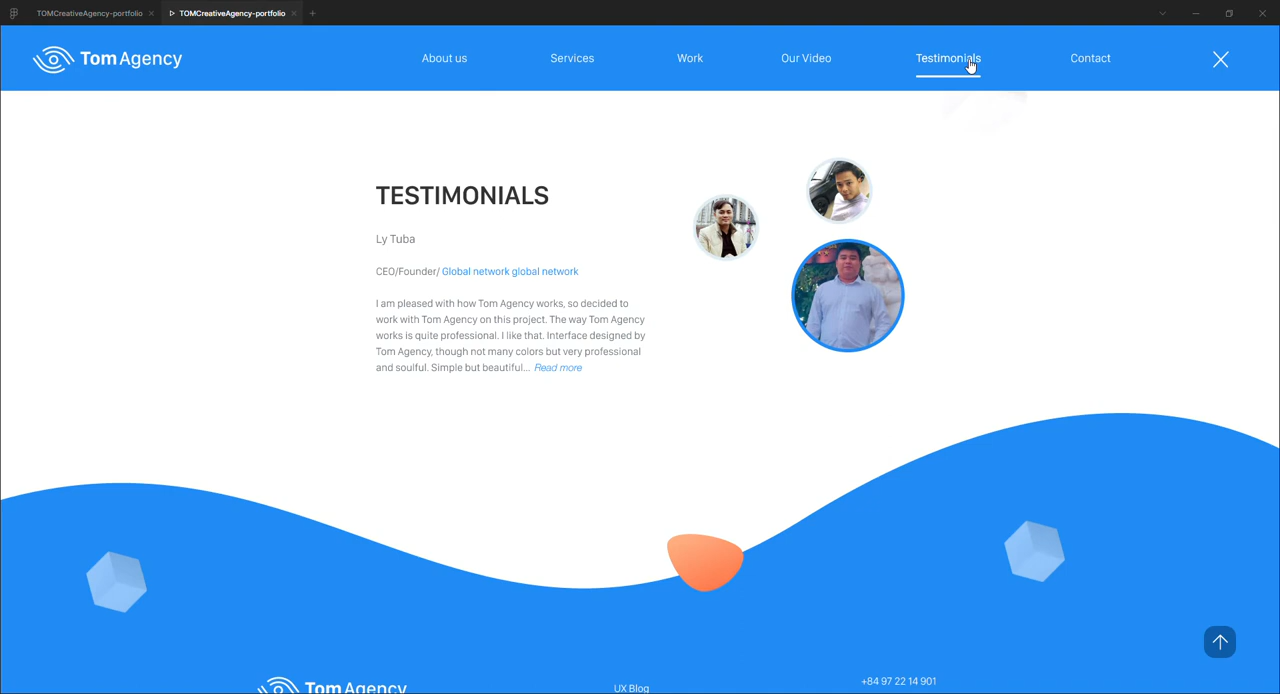 TOMCreativeAgency-portfolio
TOMCreativeAgency-portfolio
Tom Agency
About us
Services
Work
Our Video
Testimonials
Contact
TESTIMONIALS
Ly Tuba
CEO/Founder/ Global network global network
I am pleased with how Tom Agency works, so decided to
work with Tom Agency on this project. The way Tom Agency
works is quite professional. I like that. Interface designed by
Tom Agency, though not many colors but very professional
and soulful. Simple but beautiful... Read more
Tom Agency
UX Blog
+84 97 22 14 901